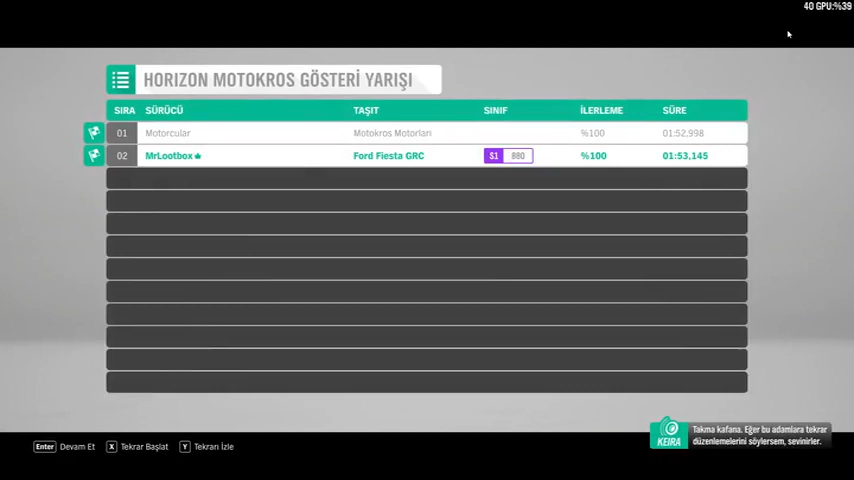 40 GPU:%39
HORIZON MOTOKROS GÖSTERİ YARIŞI
SIRA SÜRÜCÜ TAŞIT SINIF İLERLEME SÜRE
01 Motorcular Motokros Motorları %100 01:52,998
02 MrLootbox Ford Fiesta GRC S1 880 %100 01:53,145
Takma kafana. Eğer bu adamlara tekrar
düzenlemelerini söylersem, sevinirler.
KEIRA
Enter Devam Et X Tekrar Başlat Y Tekrarı İzle